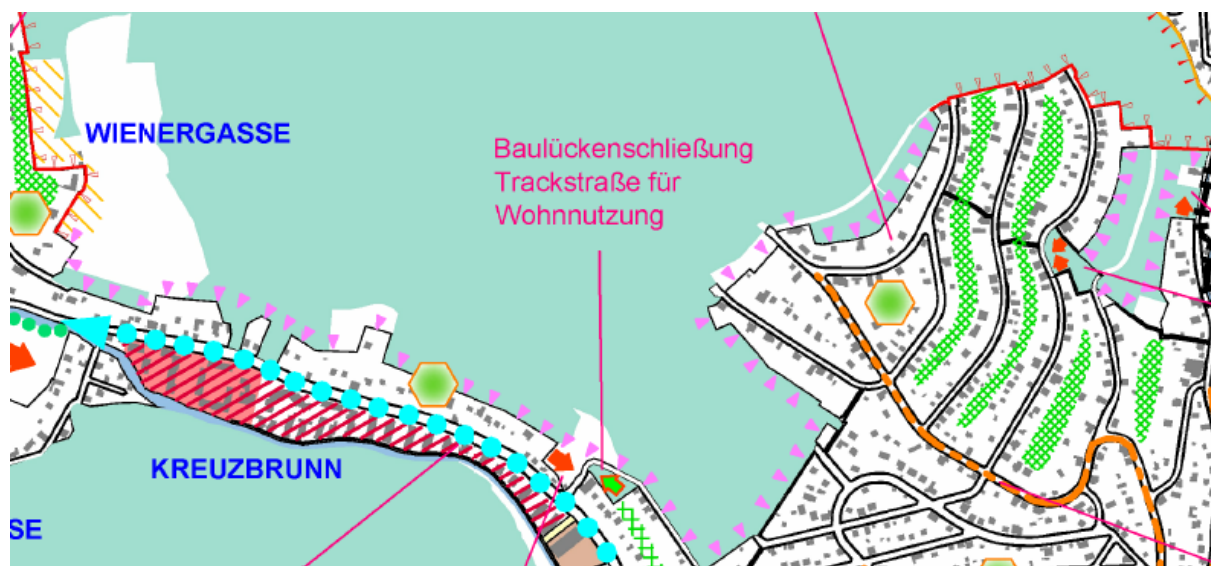 WIENERGASSE
Baulückenschließung
Trackstraße für
Wohnnutzung
KREUZBRUNN
SE